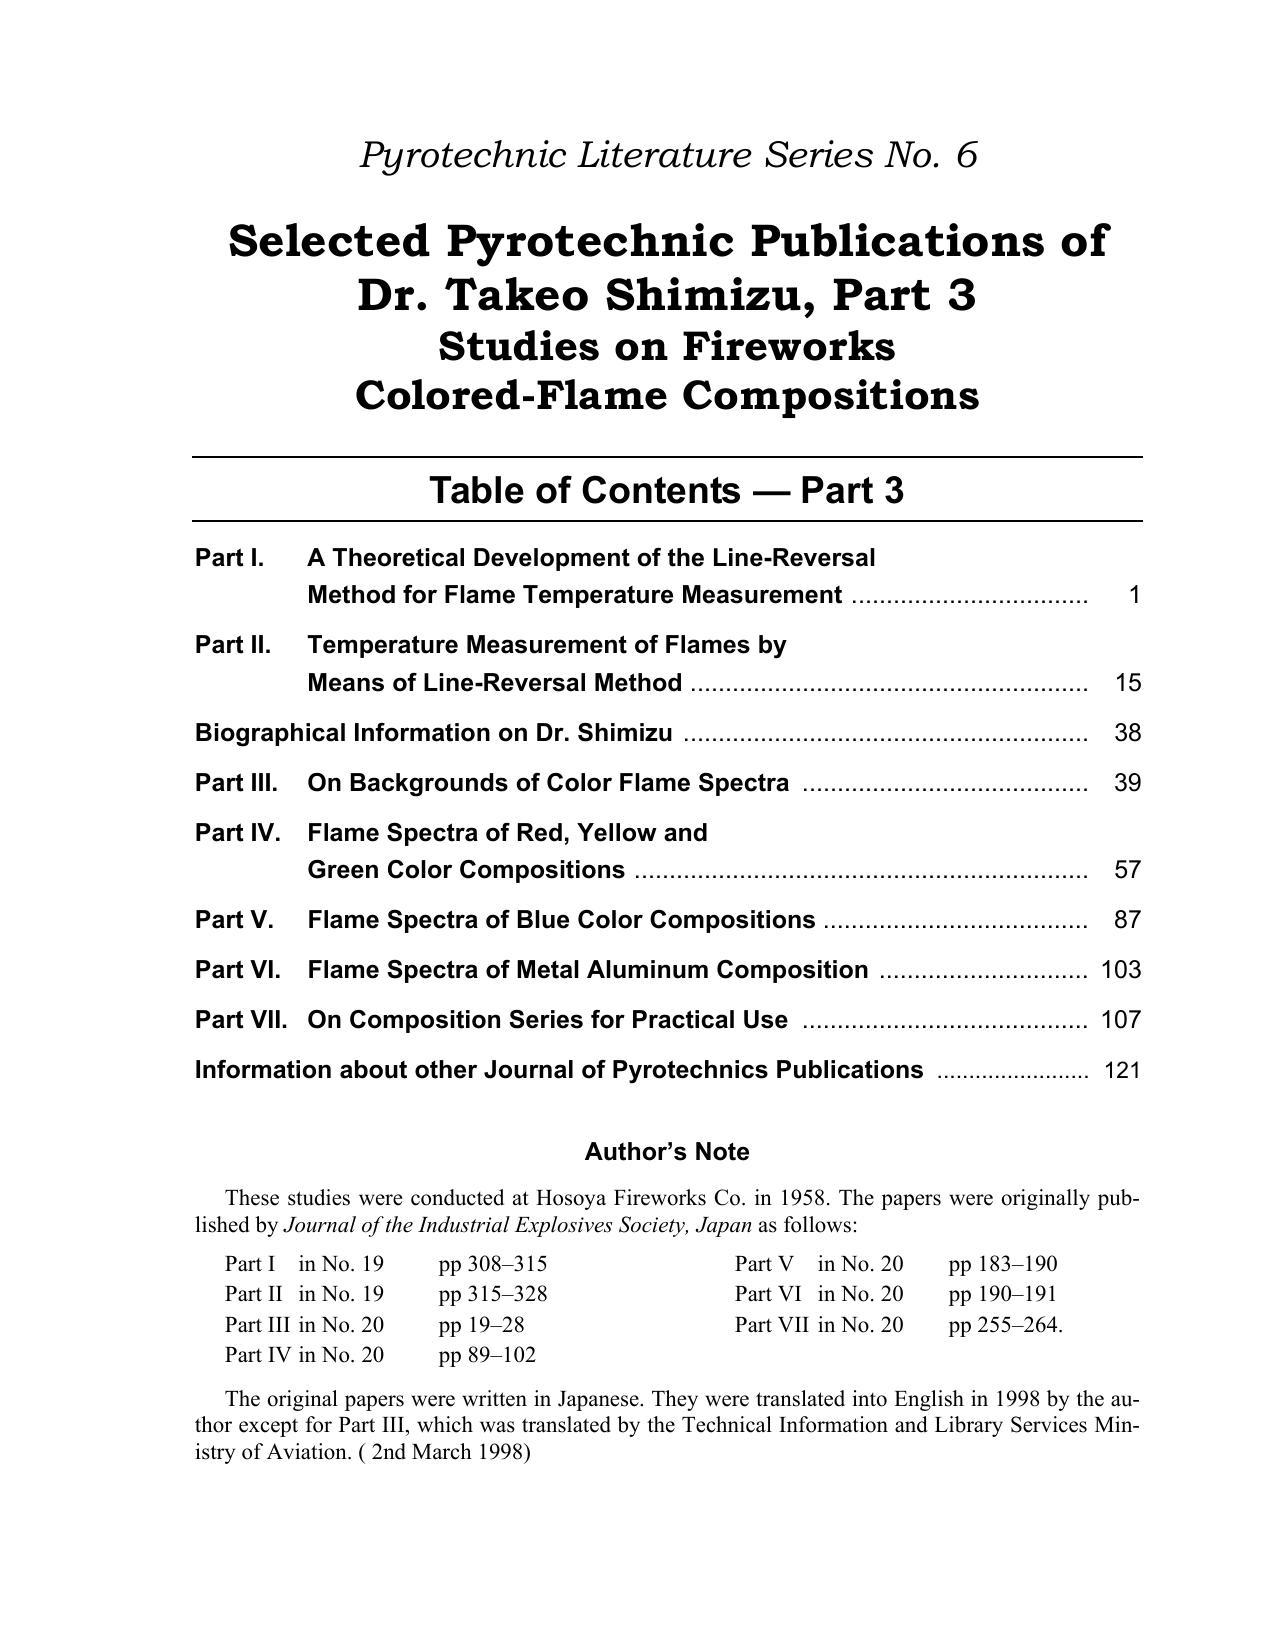 Pyrotechnic Literature Series No. 6
Selected Pyrotechnic Publications of
Dr. Takeo Shimizu, Part 3
Studies on Fireworks
Colored-Flame Compositions
Table of Contents — Part 3
Part I. A Theoretical Development of the Line-Reversal
Method for Flame Temperature Measurement .................................. 1
Part II. Temperature Measurement of Flames by
Means of Line-Reversal Method ......................................................... 15
Biographical Information on Dr. Shimizu .......................................................... 38
Part III. On Backgrounds of Color Flame Spectra ......................................... 39
Part IV. Flame Spectra of Red, Yellow and
Green Color Compositions ................................................................. 57
Part V. Flame Spectra of Blue Color Compositions ...................................... 87
Part VI. Flame Spectra of Metal Aluminum Composition .............................. 103
Part VII. On Composition Series for Practical Use ......................................... 107
Information about other Journal of Pyrotechnics Publications ......................... 121
Author’s Note
These studies were conducted at Hosoya Fireworks Co. in 1958. The papers were originally pub-
lished by Journal of the Industrial Explosives Society, Japan as follows:
Part I in No. 19 pp 308–315 Part V in No. 20 pp 183–190
Part II in No. 19 pp 315–328 Part VI in No. 20 pp 190–191
Part III in No. 20 pp 19–28 Part VII in No. 20 pp 255–264.
Part IV in No. 20 pp 89–102
The original papers were written in Japanese. They were translated into English in 1998 by the au-
thor except for Part III, which was translated by the Technical Information and Library Services Min-
istry of Aviation. ( 2nd March 1998)